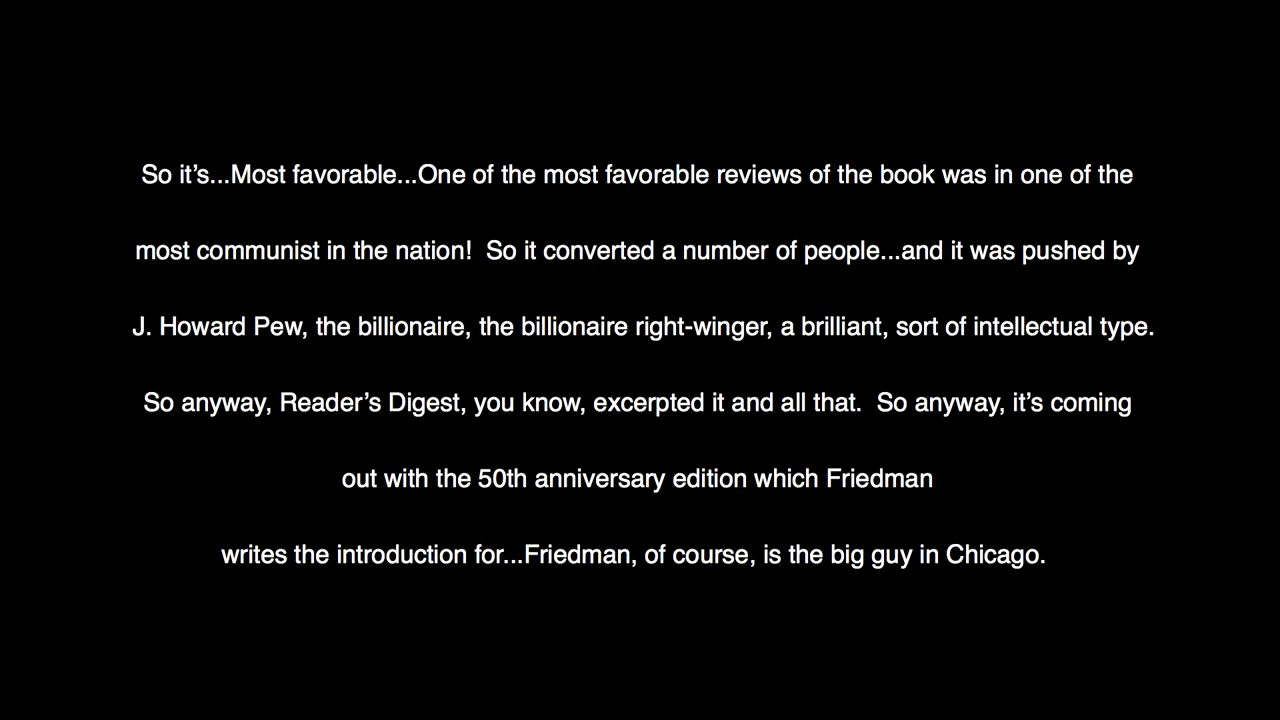 So it’s...Most favorable...One of the most favorable reviews of the book was in one of the
most communist in the nation!  So it converted a number of people...and it was pushed by
J. Howard Pew, the billionaire, the billionaire right-winger, a brilliant, sort of intellectual type.
So anyway, Reader’s Digest, you know, excerpted it and all that.  So anyway, it’s coming
out with the 50th anniversary edition which Friedman
writes the introduction for...Friedman, of course, is the big guy in Chicago.